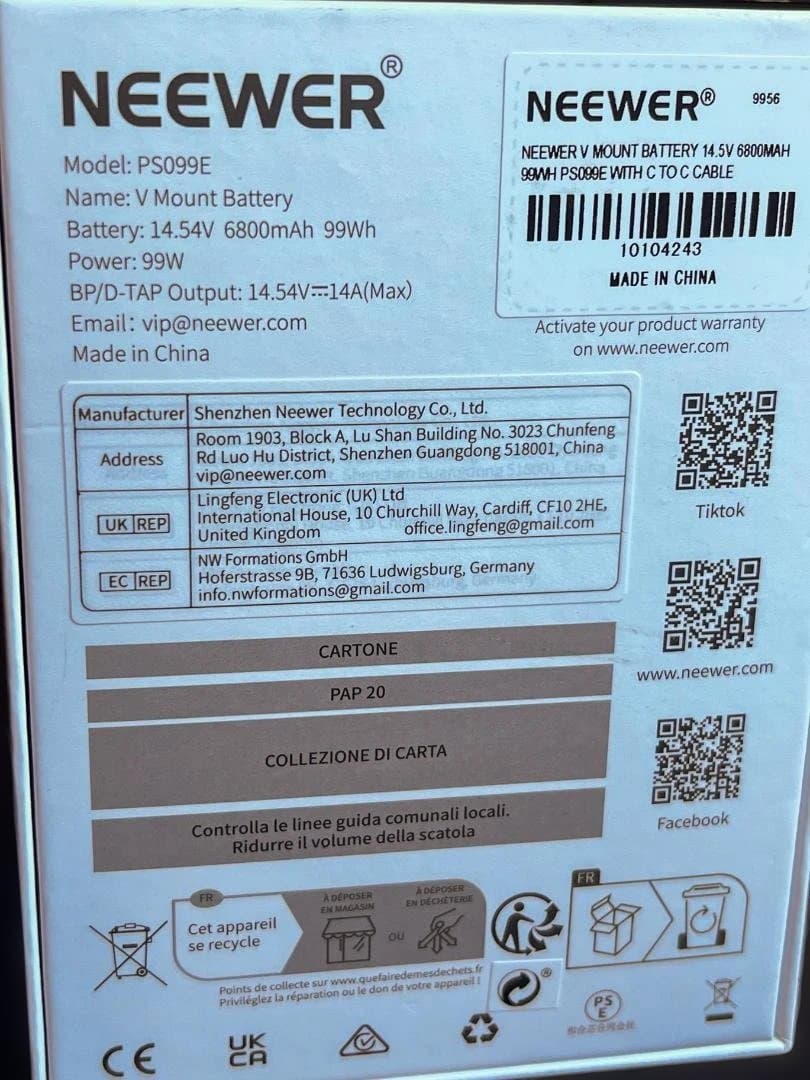 NEEWER®
Model: PS099E
Name: V Mount Battery
Battery: 14.54V 6800mAh 99Wh
Power: 99W
BP/D-TAP Output: 14.54V⎓14A(Max)
Email: vip@neewer.com
Made in China
NEEWER® 9956
NEEWER V MOUNT BATTERY 14.5V 6800MAH
99WH PS099E WITH C TO C CABLE
10104243
MADE IN CHINA
Activate your product warranty
on www.neewer.com
Manufacturer Shenzhen Neewer Technology Co., Ltd.
Address
Room 1903, Block A, Lu Shan Building No. 3023 Chunfeng
Rd Luo Hu District, Shenzhen Guangdong 518001, China
vip@neewer.com
UK REP
Lingfeng Electronic (UK) Ltd
International House, 10 Churchill Way, Cardiff, CF10 2HE,
United Kingdom office.lingfeng@gmail.com
EC REP
NW Formations GmbH
Hoferstrasse 9B, 71636 Ludwigsburg, Germany
info.nwformations@gmail.com
Tiktok
www.neewer.com
Facebook
CARTONE
PAP 20
COLLEZIONE DI CARTA
Controlla le linee guida comunali locali.
Ridurre il volume della scatola
FR
Cet appareil
se recycle
À DÉPOSER
EN MAGASIN
OU
À DÉPOSER
EN DÉCHÈTERIE
Points de collecte sur www.quefairedemesdechets.fr
Privilégiez la réparation ou le don de votre appareil !
FR
®
CE
UK
CA
PS
E